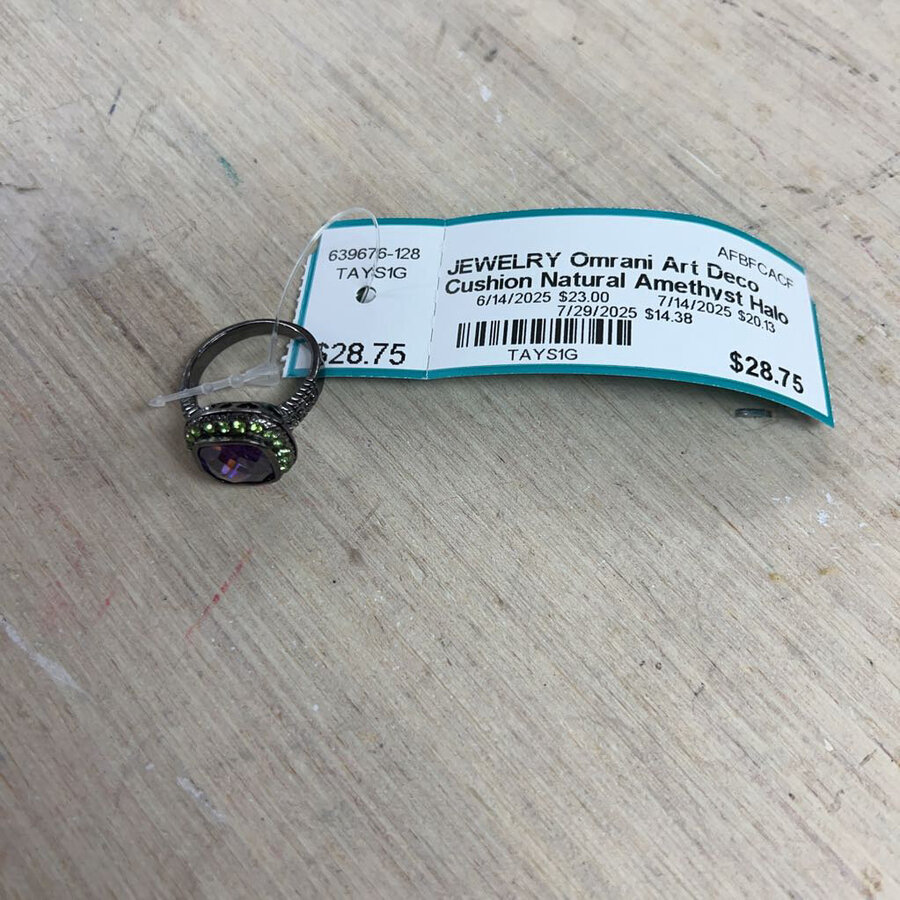 639676-128
TAYS1G
$28.75
AFBFCACF
JEWELRY Omrani Art Deco
Cushion Natural Amethyst Halo
6/14/2025 $23.00 7/14/2025 $20.13
7/29/2025 $14.38
TAYS1G
$28.75